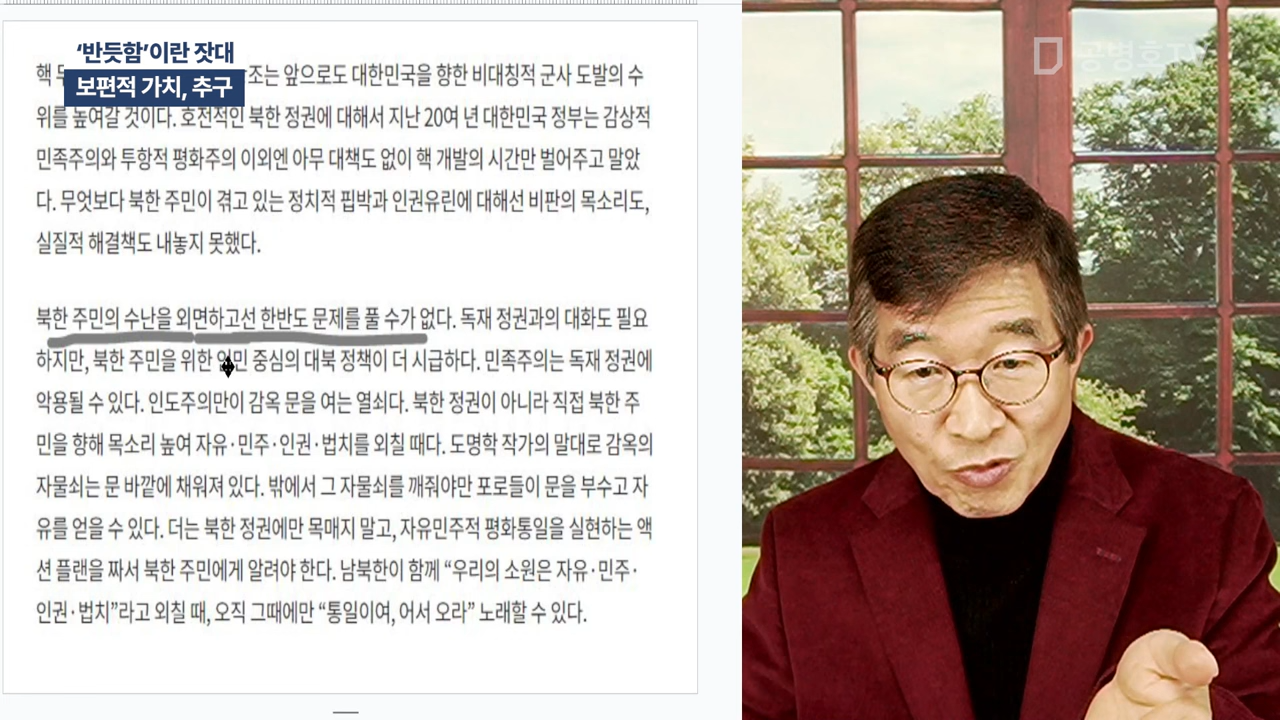 ‘반듯함’이란 잣대
보편적 가치, 추구
공병호TV
핵 조는 앞으로도 대한민국을 향한 비대칭적 군사 도발의 수
위를 높여갈 것이다. 호전적인 북한 정권에 대해서 지난 20여 년 대한민국 정부는 감상적
민족주의와 투항적 평화주의 이외엔 아무 대책도 없이 핵 개발의 시간만 벌어주고 말았
다. 무엇보다 북한 주민이 겪고 있는 정치적 핍박과 인권유린에 대해선 비판의 목소리도,
실질적 해결책도 내놓지 못했다.
북한 주민의 수난을 외면하고선 한반도 문제를 풀 수가 없다. 독재 정권과의 대화도 필요
하지만, 북한 주민을 위한 중심의 대북 정책이 더 시급하다. 민족주의는 독재 정권에
악용될 수 있다. 인도주의만이 감옥 문을 여는 열쇠다. 북한 정권이 아니라 직접 북한 주
민을 향해 목소리 높여 자유·민주·인권·법치를 외칠 때다. 도명학 작가의 말대로 감옥의
자물쇠는 문 바깥에 채워져 있다. 밖에서 그 자물쇠를 깨줘야만 포로들이 문을 부수고 자
유를 얻을 수 있다. 더는 북한 정권에만 목매지 말고, 자유민주적 평화통일을 실현하는 액
션 플랜을 짜서 북한 주민에게 알려야 한다. 남북한이 함께 “우리의 소원은 자유·민주·
인권·법치”라고 외칠 때, 오직 그때에만 “통일이여, 어서 오라” 노래할 수 있다.